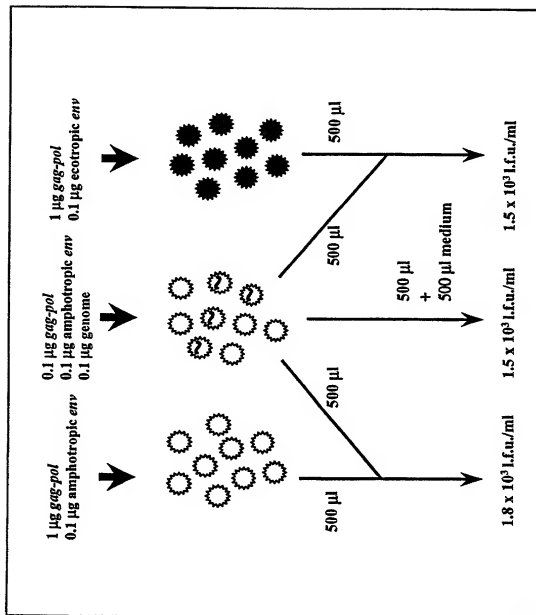 1 µg gag-pol
0.1 µg amphotropic env
0.1 µg gag-pol
0.1 µg amphotropic env
0.1 µg genome
1 µg gag-pol
0.1 µg ecotropic env
500 µl
500 µl
500 µl
+
500 µl medium
500 µl
500 µl
1.8 x 10³ l.f.u./ml
1.5 x 10³ l.f.u./ml
1.5 x 10³ l.f.u./ml